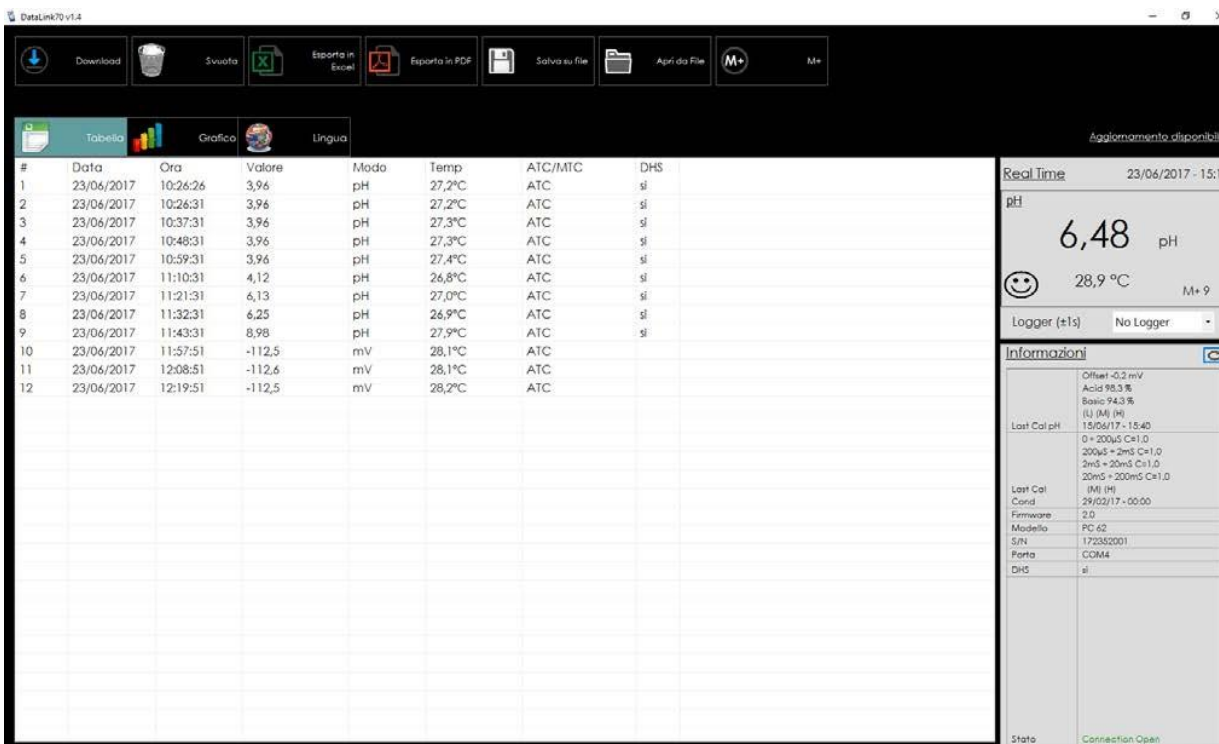 DataLink70 v1.4
Download
Svuota
Esporta in
Excel
Esporta in PDF
Salva su file
Apri da File
M+ M+
Tabella
Grafico
Lingua
Aggiornamento disponibil
# Data Ora Valore Modo Temp ATC/MTC DHS
1 23/06/2017 10:26:26 3,96 pH 27,2°C ATC si
2 23/06/2017 10:26:31 3,96 pH 27,2°C ATC si
3 23/06/2017 10:37:31 3,96 pH 27,3°C ATC si
4 23/06/2017 10:48:31 3,96 pH 27,3°C ATC si
5 23/06/2017 10:59:31 3,96 pH 27,4°C ATC si
6 23/06/2017 11:10:31 4,12 pH 26,8°C ATC si
7 23/06/2017 11:21:31 6,13 pH 27,0°C ATC si
8 23/06/2017 11:32:31 6,25 pH 26,9°C ATC si
9 23/06/2017 11:43:31 8,98 pH 27,9°C ATC si
10 23/06/2017 11:57:51 -112,5 mV 28,1°C ATC
11 23/06/2017 12:08:51 -112,6 mV 28,1°C ATC
12 23/06/2017 12:19:51 -112,5 mV 28,2°C ATC
Real Time 23/06/2017 - 15:1
pH
6,48 pH
28,9 °C
M+ 9
Logger (±1s) No Logger
Informazioni
Offset -0,2 mV
Acid 98,3 %
Basic 94,3 %
(L) (M) (H)
Last Cal pH 15/06/17 - 15:40
0 ÷ 200µS C=1,0
200µS ÷ 2mS C=1,0
2mS ÷ 20mS C=1,0
20mS ÷ 200mS C=1,0
Last Cal (M) (H)
Cond 29/02/17 - 00:00
Firmware 2.0
Modello PC 62
S/N 172352001
Porta COM4
DHS si
Stato Connection Open